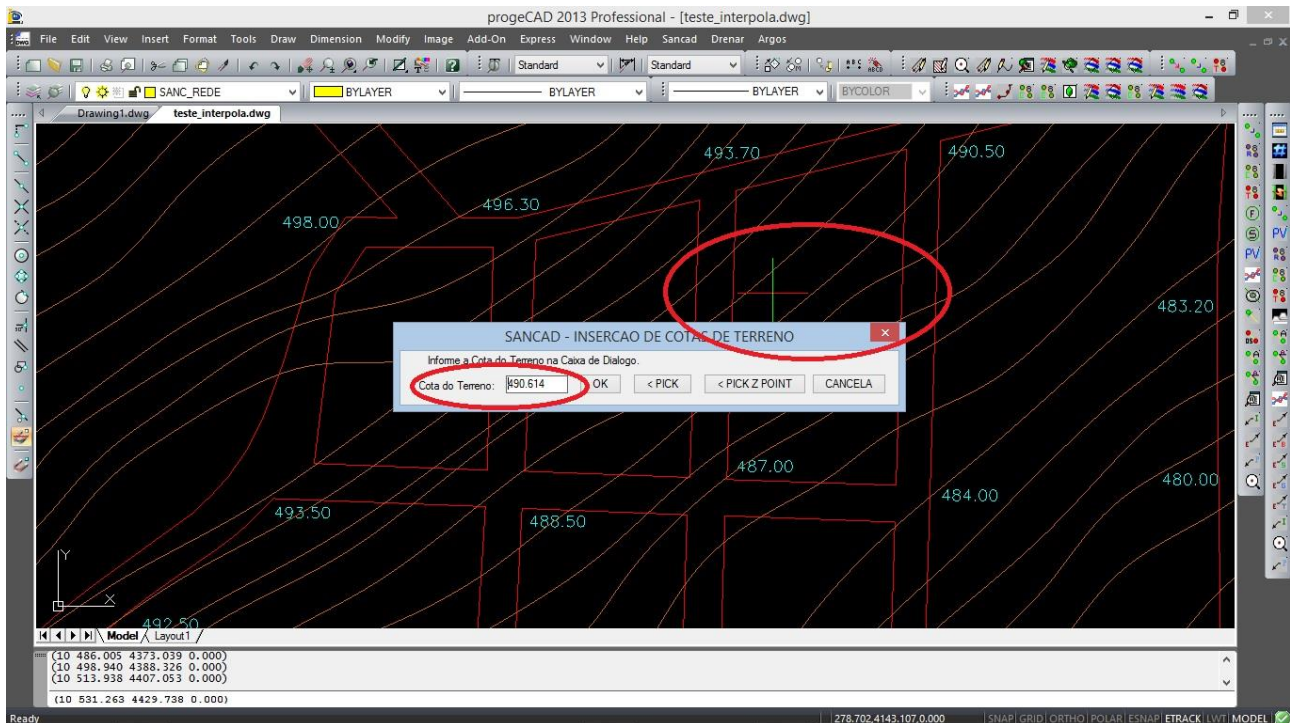 progeCAD 2013 Professional - [teste_interpola.dwg]
File Edit View Insert Format Tools Draw Dimension Modify Image Add-On Express Window Help Sancad Drenar Argos
Standard Standard
SANC_REDE BYLAYER BYLAYER BYLAYER BYCOLOR
Drawing1.dwg teste_interpola.dwg
493.70 490.50
496.30
498.00
483.20
SANCAD - INSERCAO DE COTAS DE TERRENO
Informe a Cota do Terreno na Caixa de Dialogo.
Cota do Terreno: 490.614 OK < PICK < PICK Z POINT CANCELA
487.00
480.00
484.00
493.50
488.50
Y
X
492.50
Model Layout1
(10 486.005 4373.039 0.000)
(10 498.940 4388.326 0.000)
(10 513.938 4407.053 0.000)
(10 531.263 4429.738 0.000)
Ready 278.702,4143.107,0.000 SNAP GRID ORTHO POLAR ESNAP ETRACK LWT MODEL